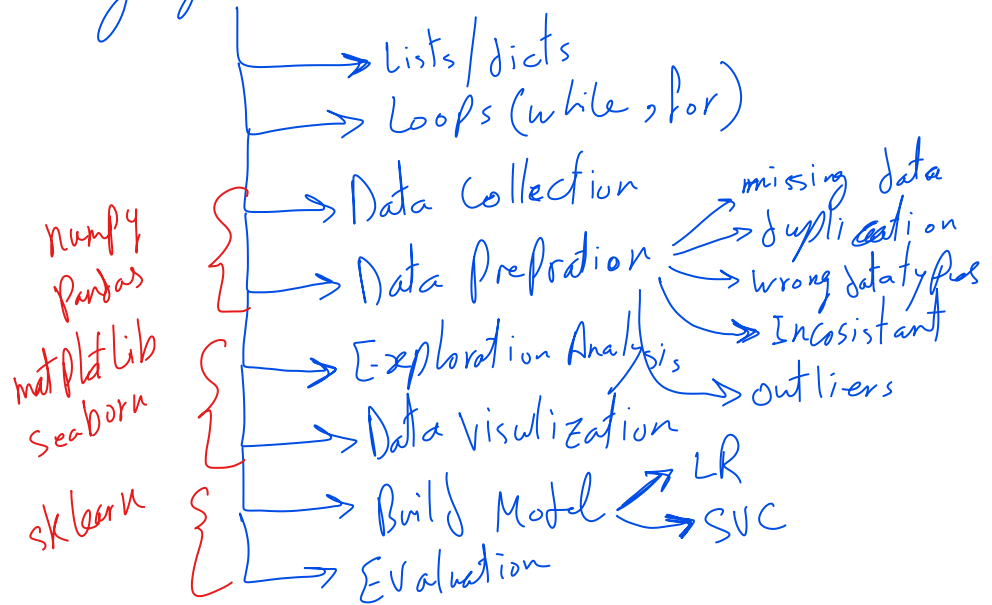 Lists/dicts
Loops (while, for)
Data Collection
Data Prepration
missing data
duplication
wrong datatypes
Incosistant
outliers
Exploration Analysis
Data Visulization
Build Model
LR
SVC
Evaluation
numpy
Pandas
matplotlib
Seaborn
sklearn